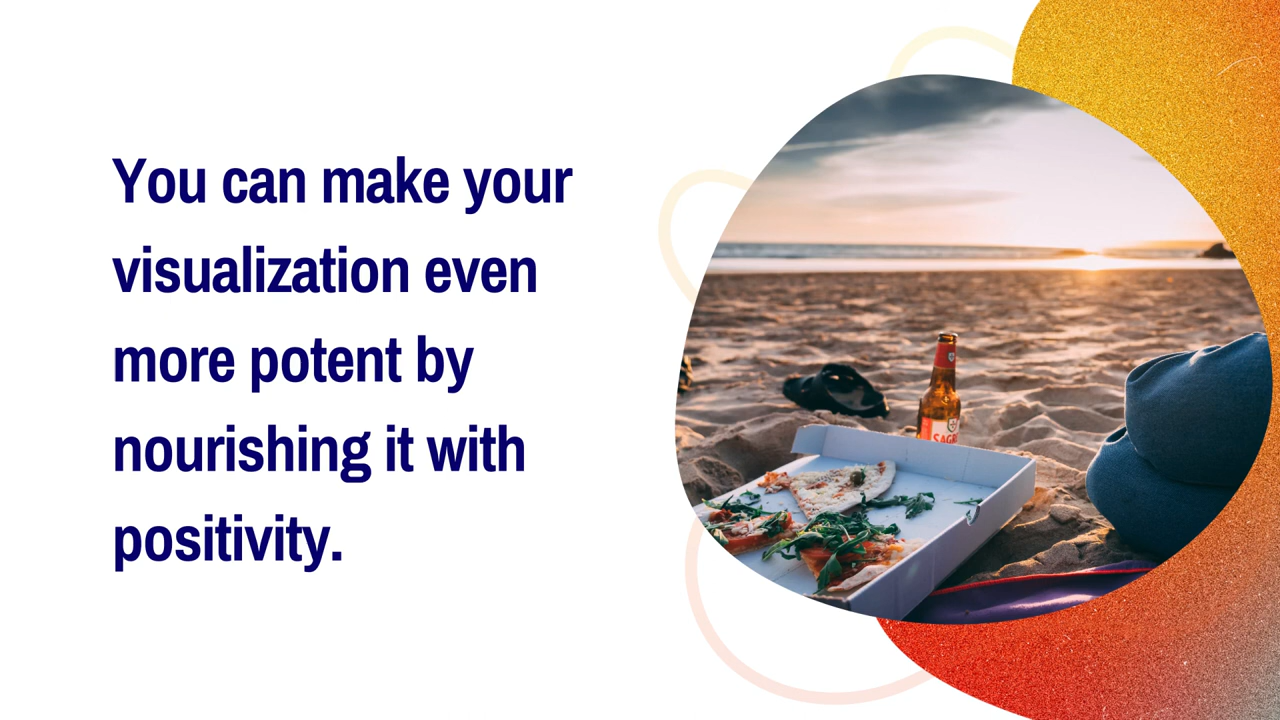 You can make your
visualization even
more potent by
nourishing it with
positivity.